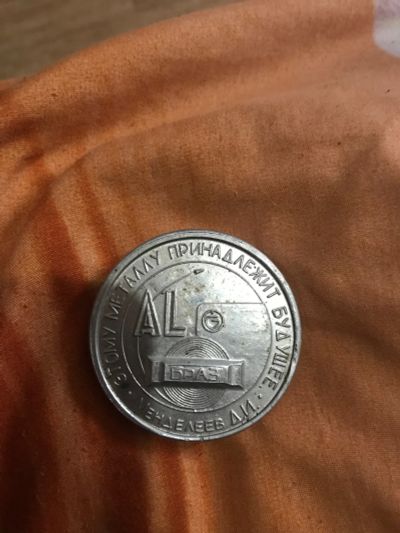 ЭТОМУ МЕТАЛЛУ ПРИНАДЛЕЖИТ БУДУЩЕЕ.
AL
БРАЗ
МЕНДЕЛЕЕВ Д.И.